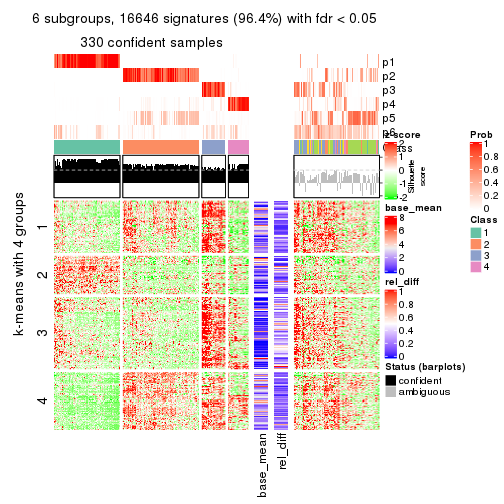 6 subgroups, 16646 signatures (96.4%) with fdr < 0.05
330 confident samples
p1
p2
p3
p4
p5
p6
Class
Silhouette
score
k-means with 4 groups
1
2
3
4
base_mean
rel_diff
z-score
2
1
0
-1
-2
base_mean
8
6
4
2
0
rel_diff
1
0.8
0.6
0.4
0.2
0
Status (barplots)
confident
ambiguous
Prob
1
0.8
0.6
0.4
0.2
0
Class
1
2
3
4